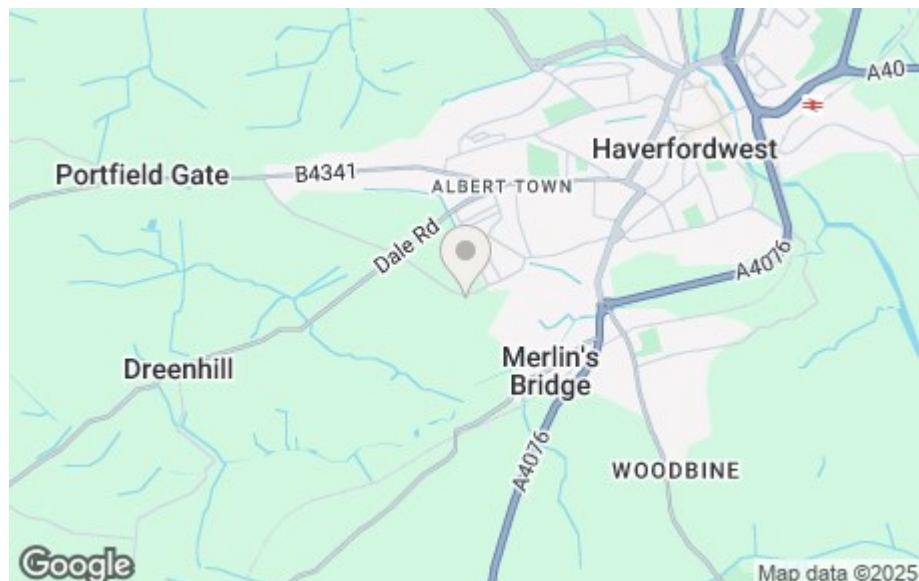 A40
Haverfordwest
Portfield Gate
B4341
ALBERT TOWN
Dale Rd
A4076
Merlin's
Bridge
Dreenhill
A4076
WOODBINE
Google
Map data ©2025